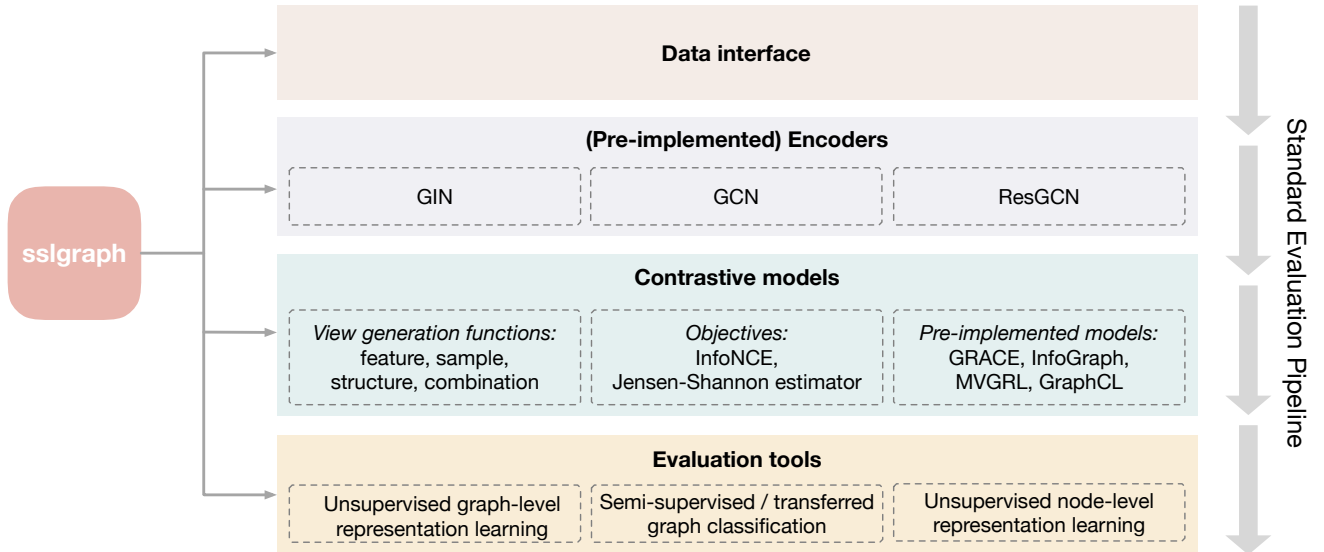 sslgraph
Data interface
(Pre-implemented) Encoders
GIN
GCN
ResGCN
Contrastive models
View generation functions:
feature, sample,
structure, combination
Objectives:
InfoNCE,
Jensen-Shannon estimator
Pre-implemented models:
GRACE, InfoGraph,
MVGRL, GraphCL
Evaluation tools
Unsupervised graph-level
representation learning
Semi-supervised / transferred
graph classification
Unsupervised node-level
representation learning
Standard Evaluation Pipeline